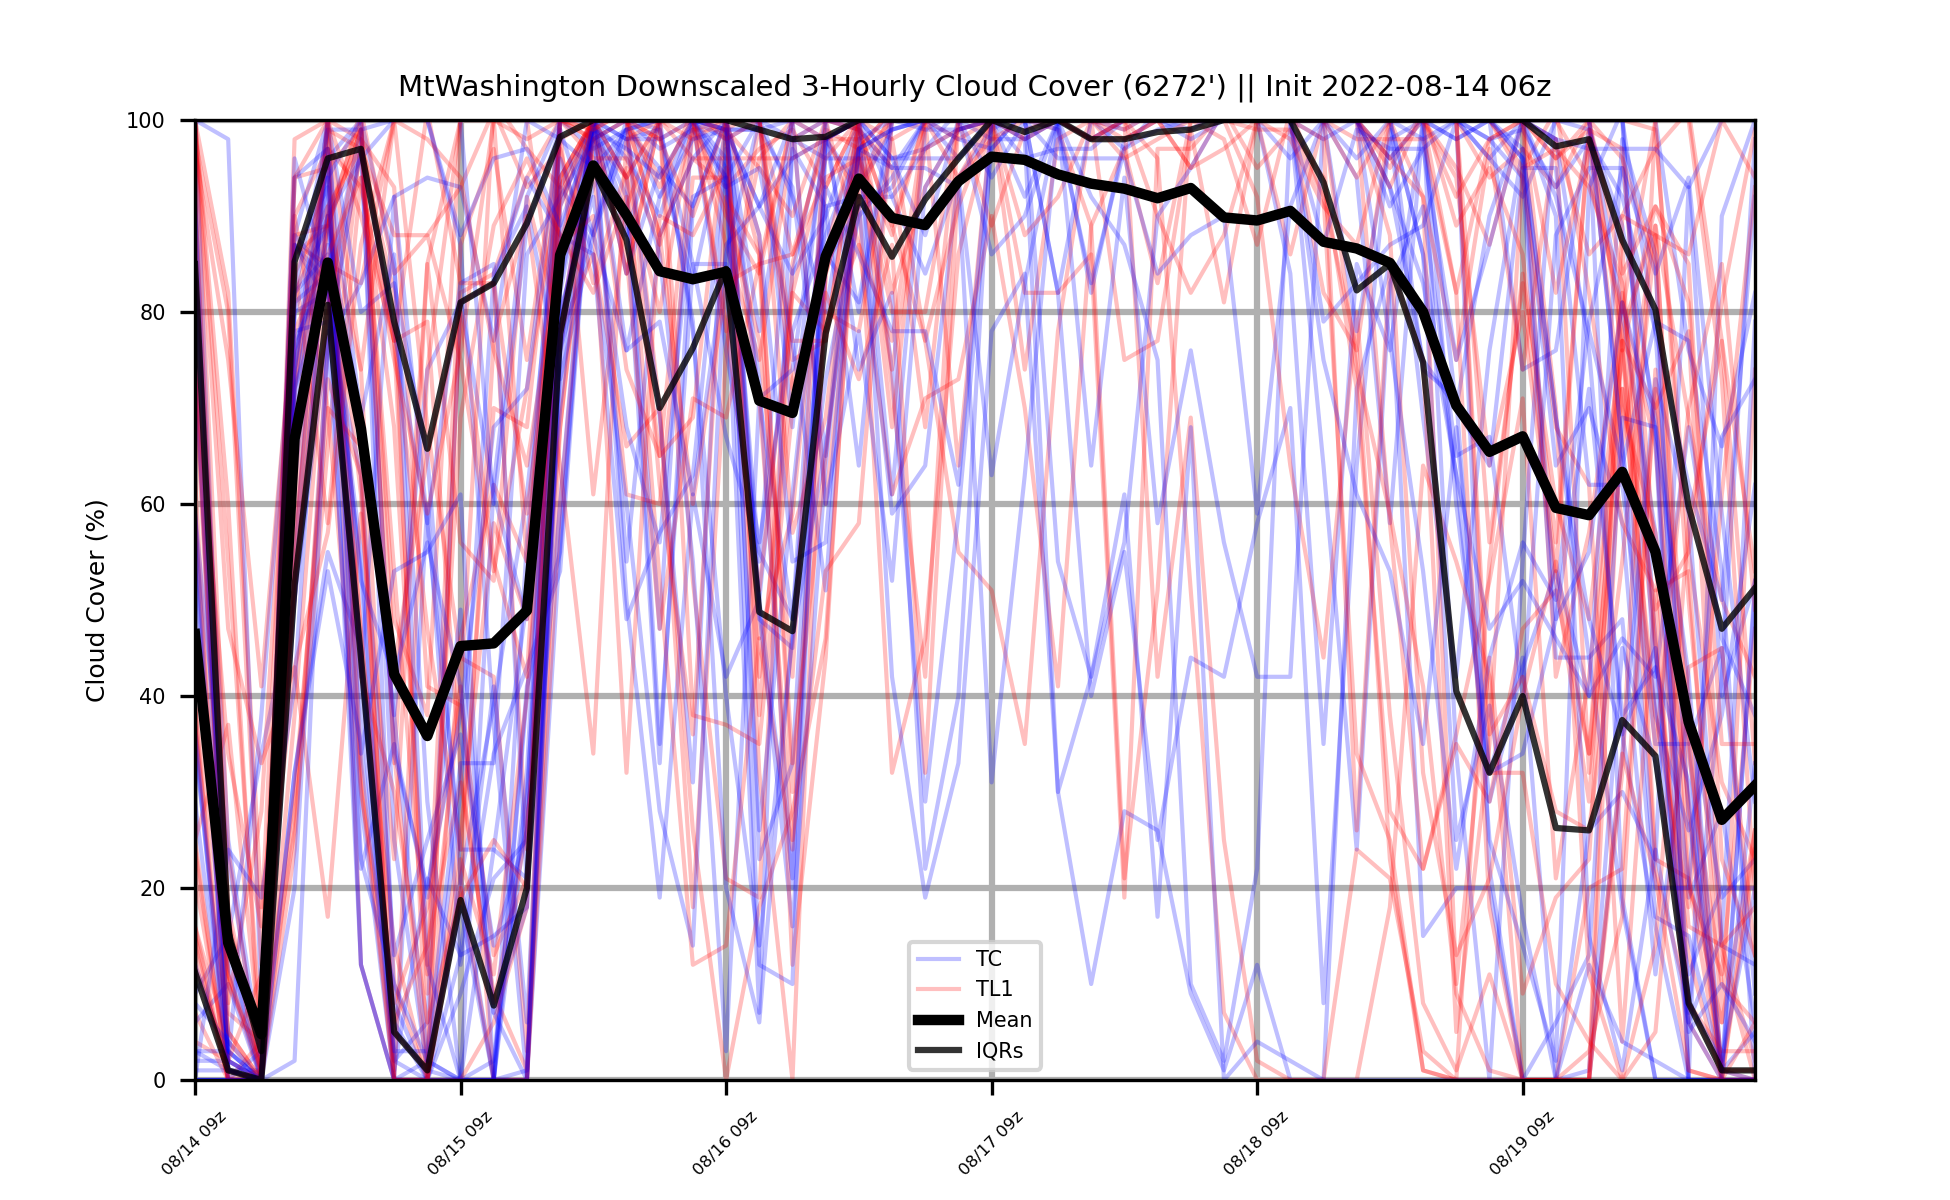 MtWashington Downscaled 3-Hourly Cloud Cover (6272') || Init 2022-08-14 06z
Cloud Cover (%)
100
80
60
40
20
0
TC
TL1
Mean
IQRs
08/14 09z
08/15 09z
08/16 09z
08/17 09z
08/18 09z
08/19 09z